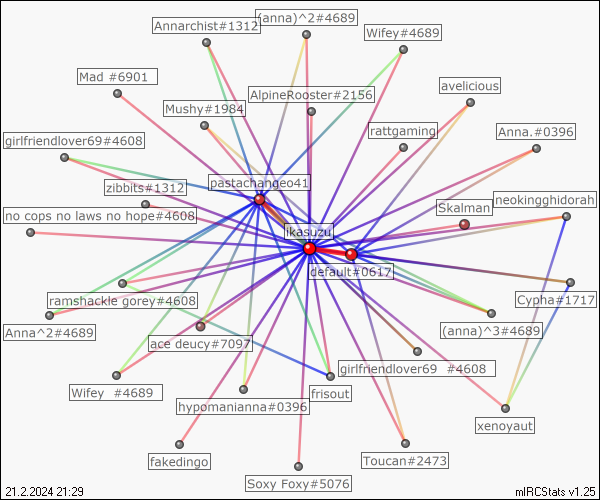 (anna)^2#4689
Annarchist#1312
Wifey#4689
Mad #6901
avelicious
AlpineRooster#2156
Mushy#1984
rattgaming
Anna.#0396
girlfriendlover69#4608
pastachangeo41
zibbits#1312
neokingghidorah
Skalman
no cops no laws no hope#4608
likasuzu
default#0617
ramshackle gorey#4608
Cypha#1717
Anna^2#4689
(anna)^3#4689
ace deucy#7097
girlfriendlover69 #4608
Wifey #4689
frisout
hypomanianna#0396
xenoyaut
fakedingo
Toucan#2473
Soxy Foxy#5076
21.2.2024 21:29
mIRCStats v1.25